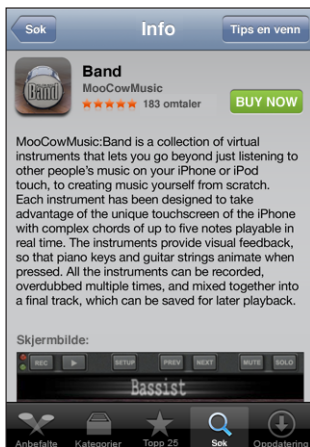 Søk
Info
Tips en venn
Band
Band
MooCowMusic
183 omtaler
BUY NOW
MooCowMusic:Band is a collection of virtual
instruments that lets you go beyond just listening to
other people’s music on your iPhone or iPod
touch, to creating music yourself from scratch.
Each instrument has been designed to take
advantage of the unique touchscreen of the iPhone
with complex chords of up to five notes playable in
real time. The instruments provide visual feedback,
so that piano keys and guitar strings animate when
pressed. All the instruments can be recorded,
overdubbed multiple times, and mixed together into
a final track, which can be saved for later playback.
Skjermbilde:
REC SETUP PREV NEXT MUTE SOLO
Bassist
Anbefalte Kategorier Topp 25 Søk Oppdatering